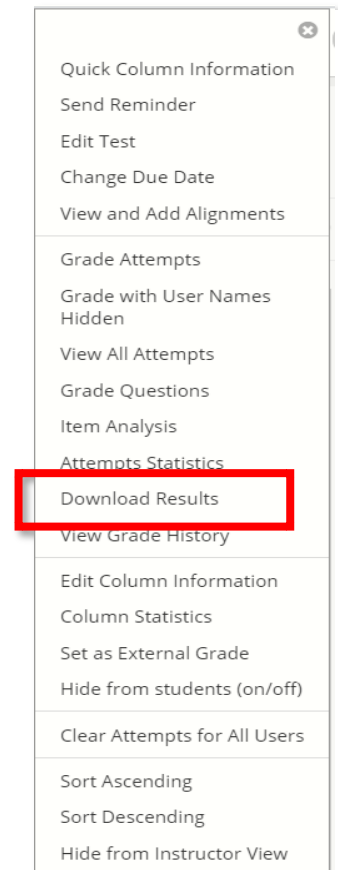 Quick Column Information
Send Reminder
Edit Test
Change Due Date
View and Add Alignments
Grade Attempts
Grade with User Names
Hidden
View All Attempts
Grade Questions
Item Analysis
Attempts Statistics
Download Results
View Grade History
Edit Column Information
Column Statistics
Set as External Grade
Hide from students (on/off)
Clear Attempts for All Users
Sort Ascending
Sort Descending
Hide from Instructor View